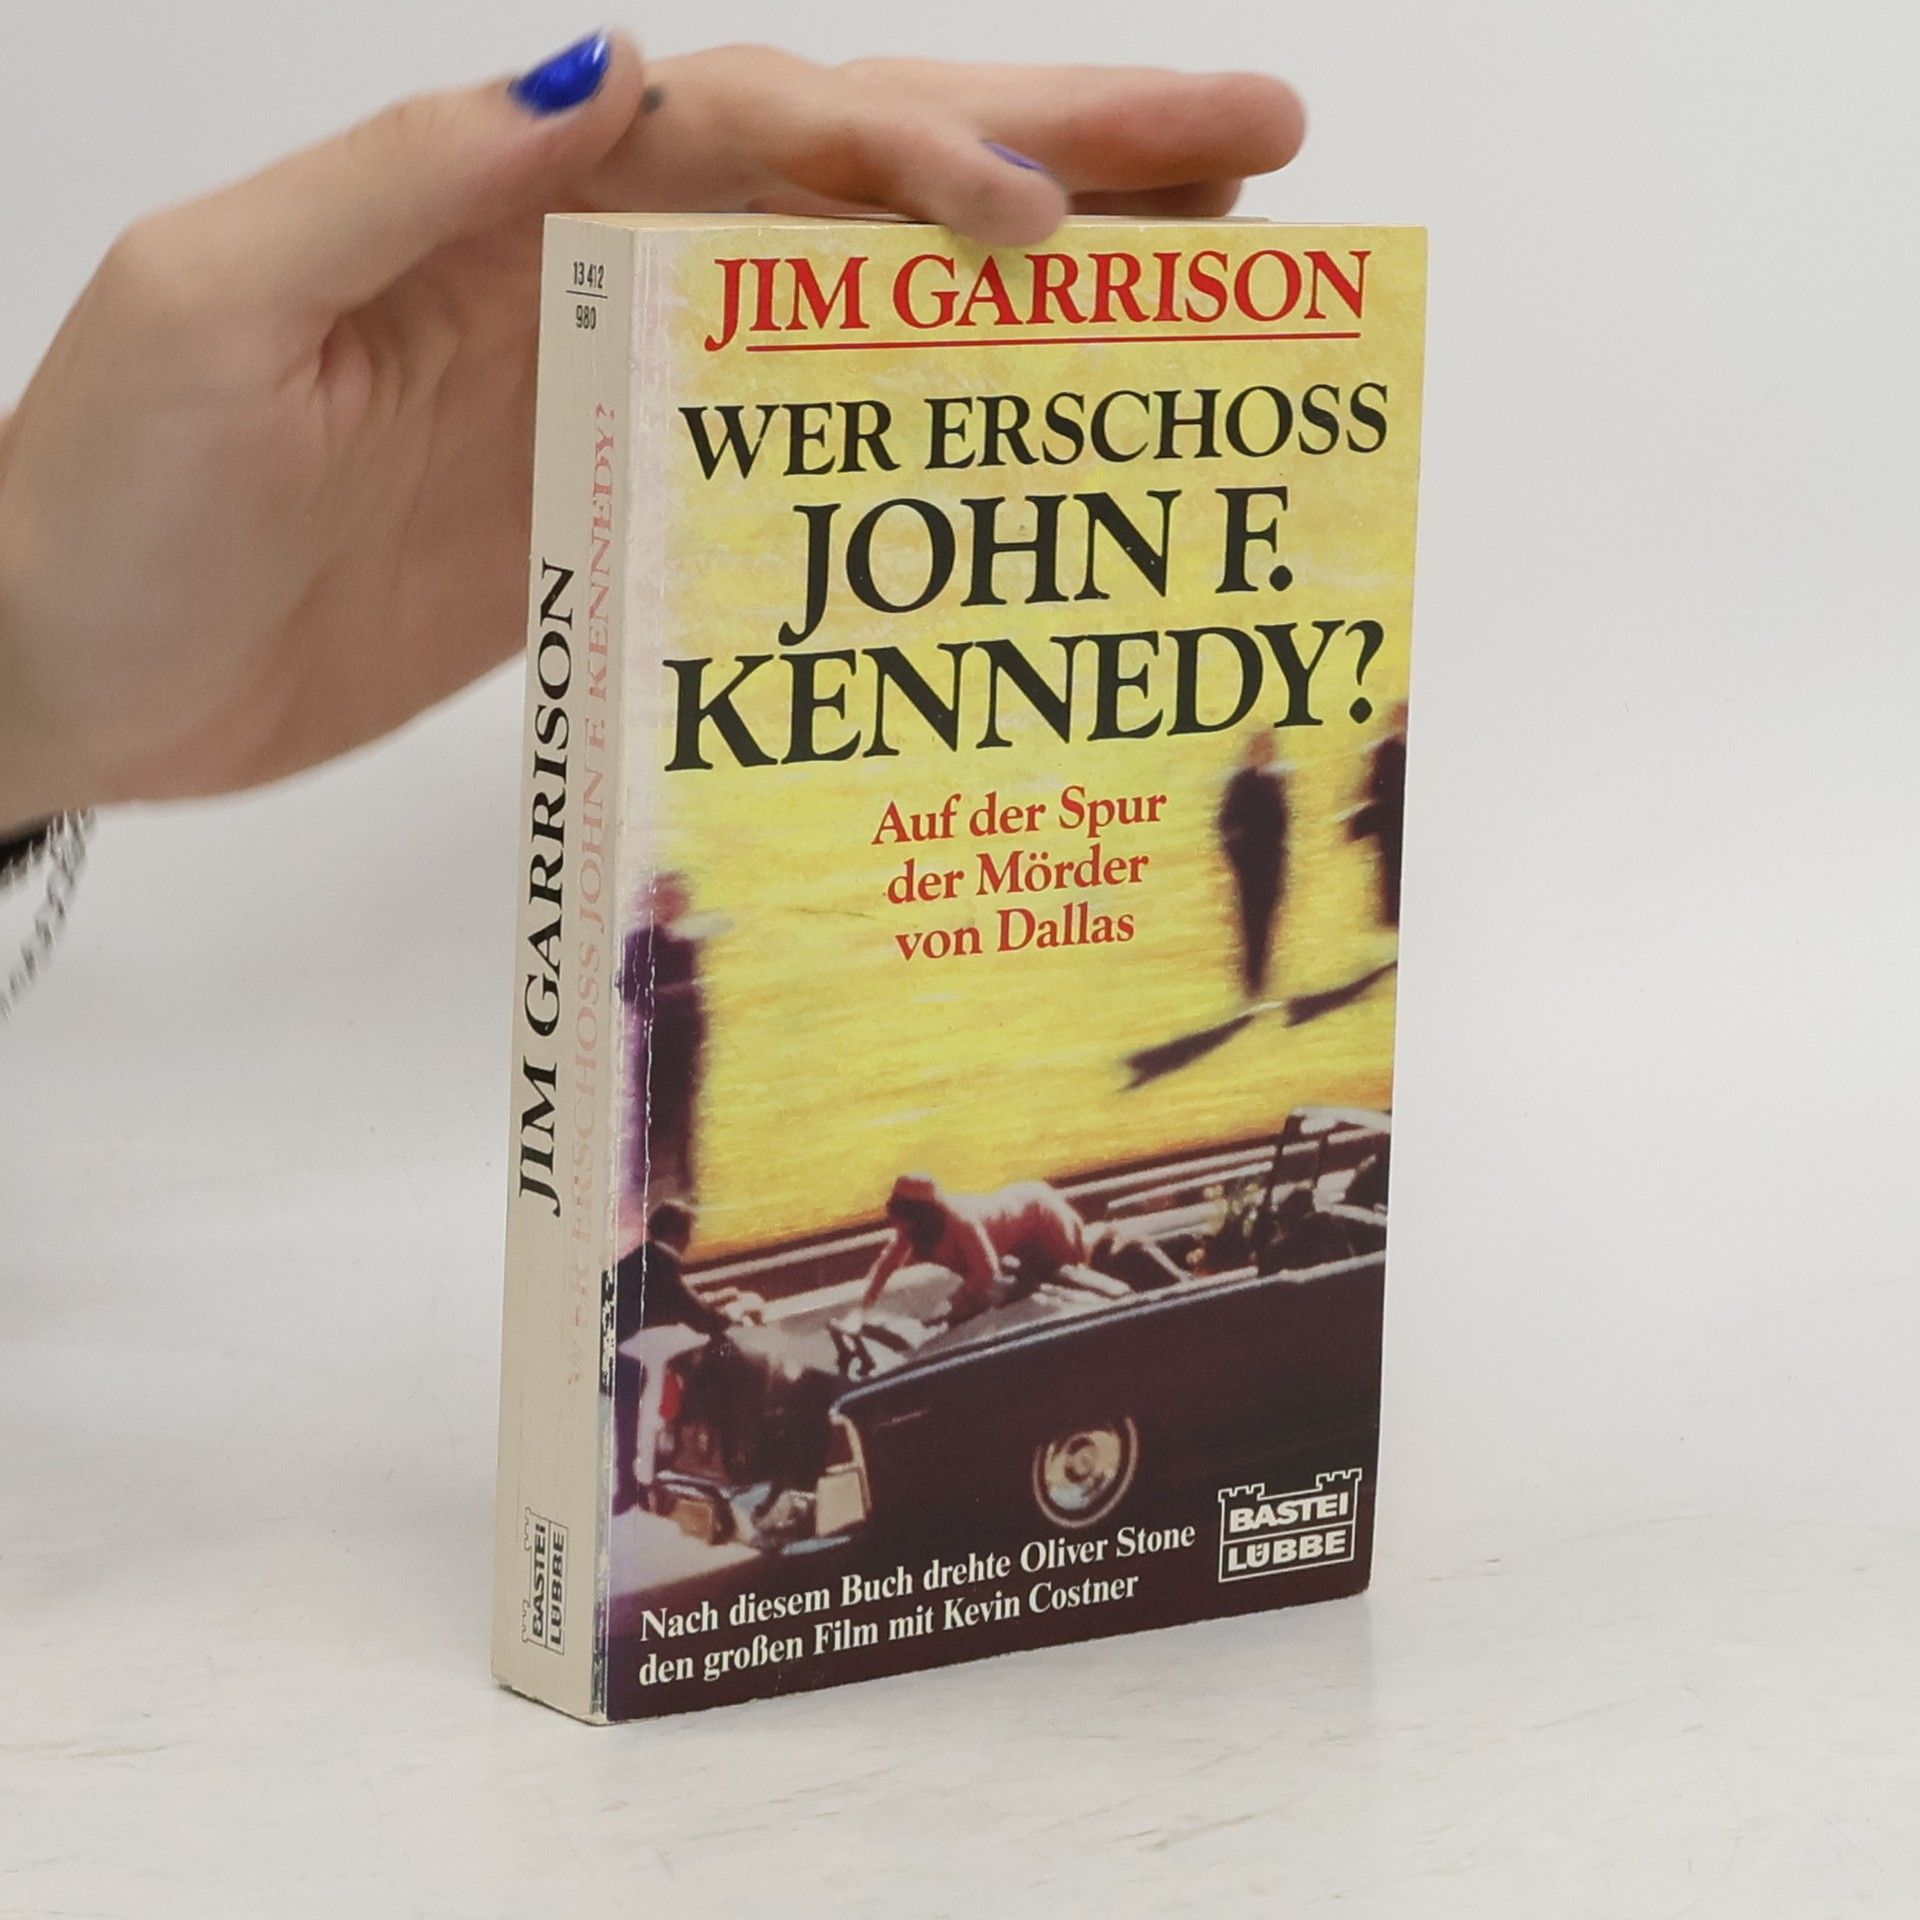 JIM GARRISON
WER ERSCHOSS
JOHN F.
KENNEDY?
Auf der Spur
der Mörder
von Dallas
BASTEI
LÜBBE
Nach diesem Buch drehte Oliver Stone
den großen Film mit Kevin Costner
13 412
980
JIM GARRISON
WER ERSCHOSS JOHN F. KENNEDY?
BASTEI
LÜBBE